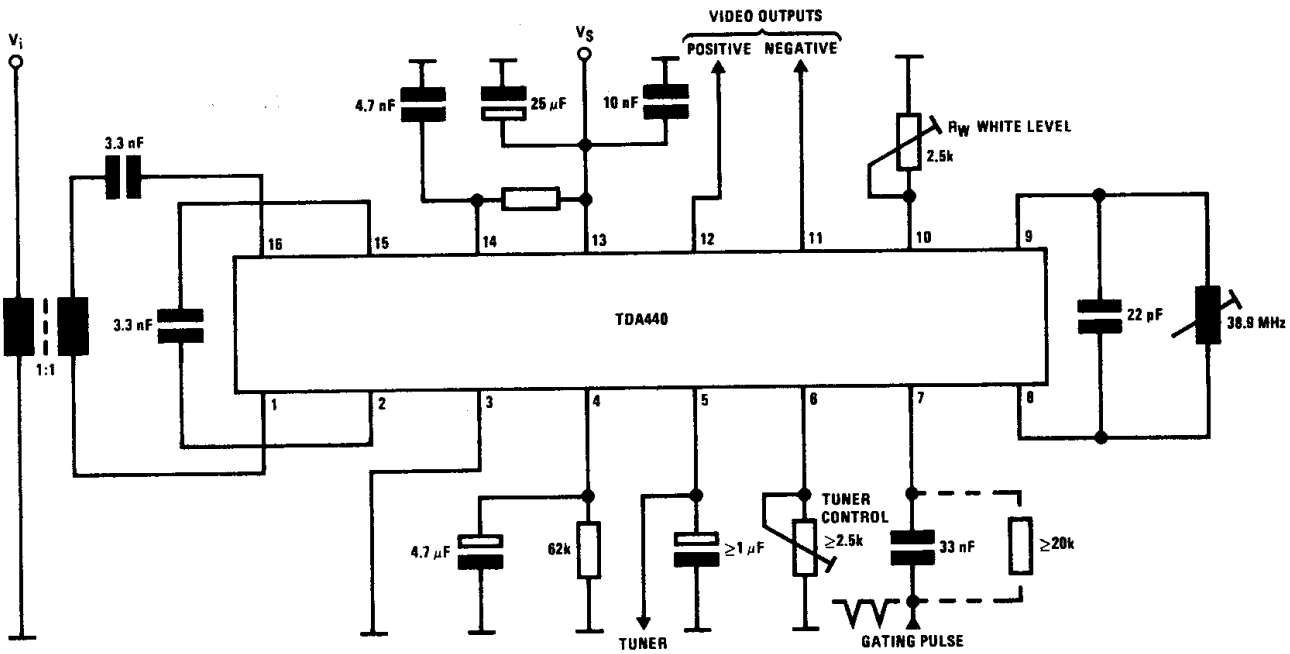 VIDEO OUTPUTS
POSITIVE NEGATIVE
Vi
VS
4.7 nF
25 µF
10 nF
RW WHITE LEVEL
2.5k
3.3 nF
16
15
14
13
12
11
10
9
3.3 nF
TDA440
22 pF
38.9 MHz
1:1
1
2
3
4
5
6
7
8
4.7 µF
62k
≥1 µF
TUNER
CONTROL
≥2.5k
33 nF
≥20k
TUNER
GATING PULSE